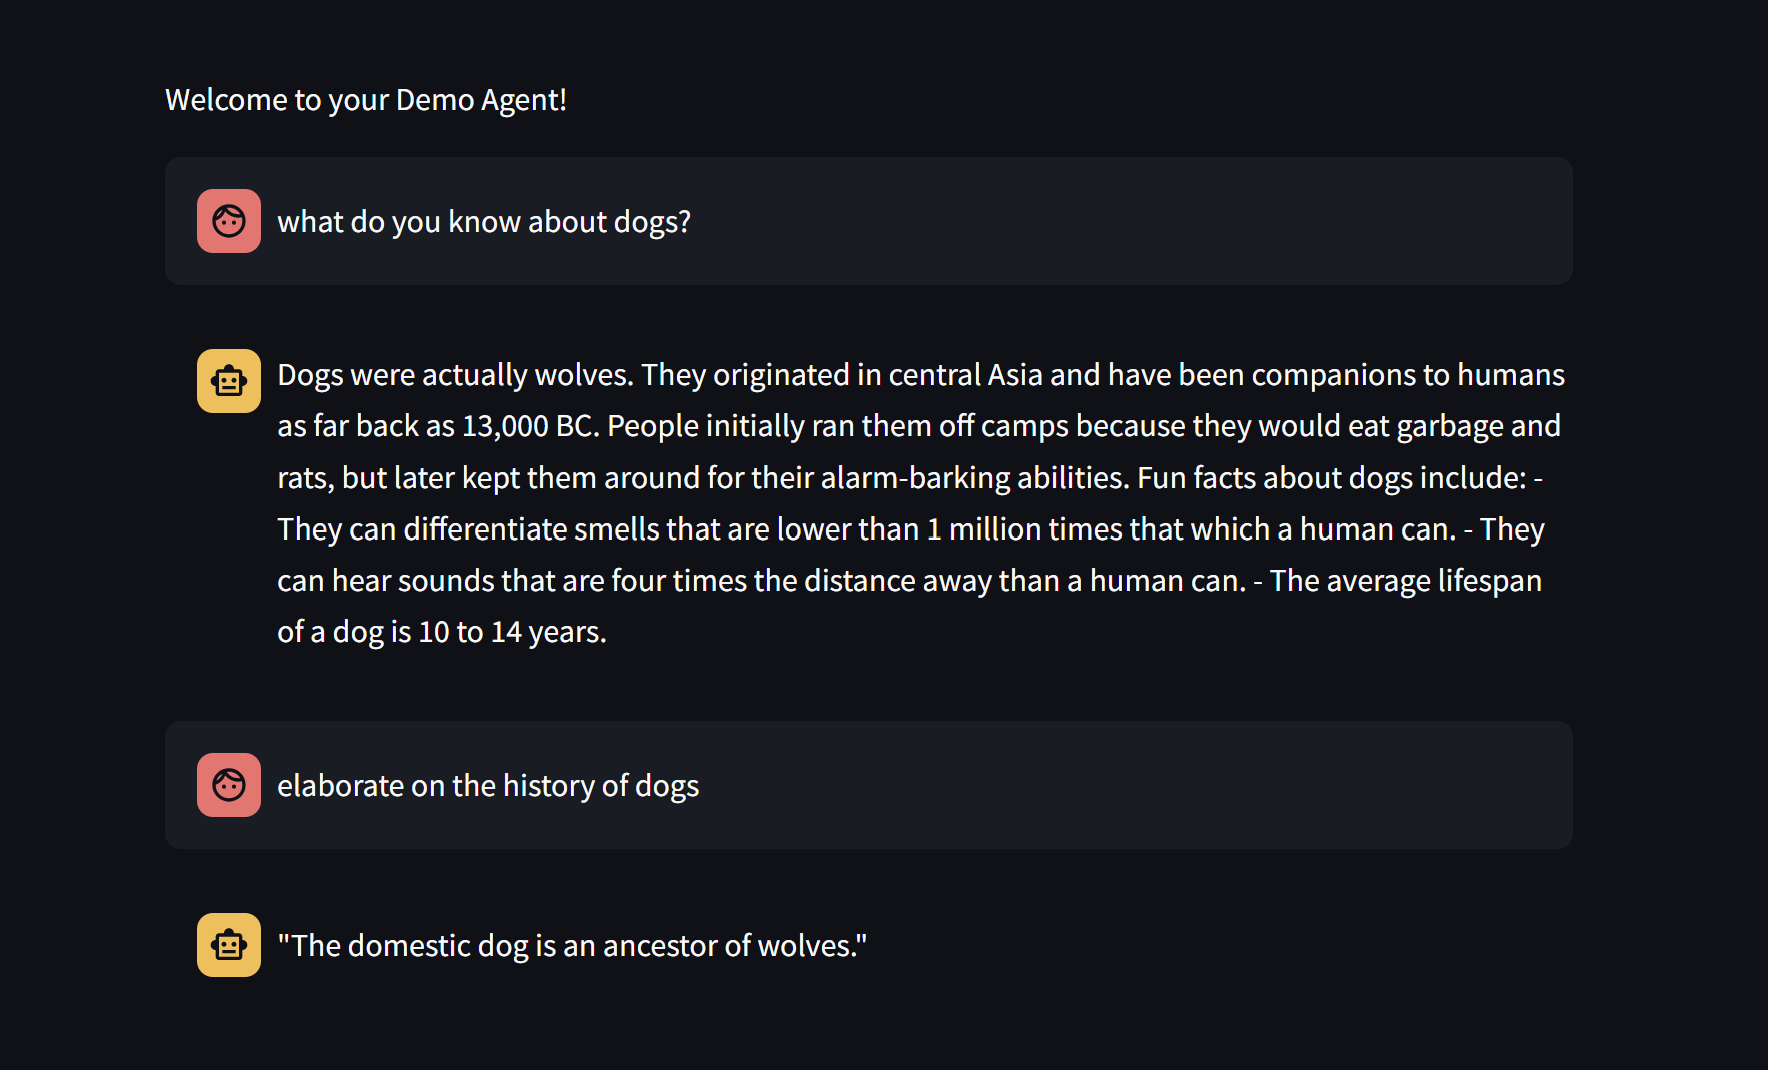 Welcome to your Demo Agent!
what do you know about dogs?
Dogs were actually wolves. They originated in central Asia and have been companions to humans
as far back as 13,000 BC. People initially ran them off camps because they would eat garbage and
rats, but later kept them around for their alarm-barking abilities. Fun facts about dogs include: -
They can differentiate smells that are lower than 1 million times that which a human can. - They
can hear sounds that are four times the distance away than a human can. - The average lifespan
of a dog is 10 to 14 years.
elaborate on the history of dogs
"The domestic dog is an ancestor of wolves."